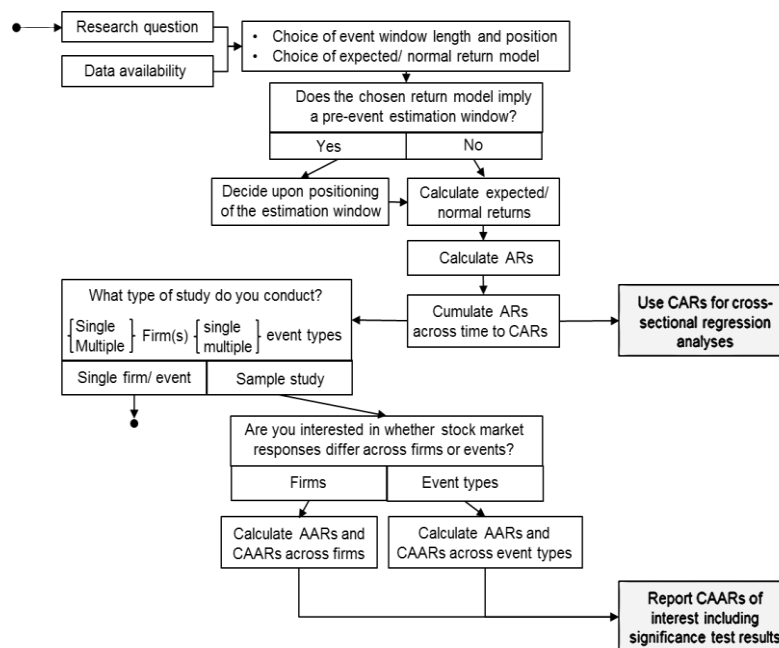 Research question
Data availability
• Choice of event window length and position
• Choice of expected/ normal return model
Does the chosen return model imply
a pre-event estimation window?
Yes
No
Decide upon positioning
of the estimation window
Calculate expected/
normal returns
Calculate ARs
What type of study do you conduct?
{Single
Multiple} Firm(s) {single
multiple} event types
Single firm/ event
Sample study
Cumulate ARs
across time to CARs
Use CARs for cross-
sectional regression
analyses
Are you interested in whether stock market
responses differ across firms or events?
Firms
Event types
Calculate AARs and
CAARs across firms
Calculate AARs and
CAARs across event types
Report CAARs of
interest including
significance test results